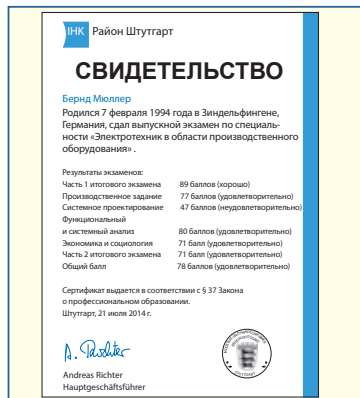 IHK Район Штутгарт
СВИДЕТЕЛЬСТВО
Бернд Мюллер
Родился 7 февраля 1994 года в Зиндельфингене,
Германия, сдал выпускной экзамен по специаль-
ности «Электротехник в области производственного
оборудования» .
Результаты экзаменов:
Часть 1 итогового экзамена 89 баллов (хорошо)
Производственное задание 77 баллов (удовлетворительно)
Системное проектирование 47 баллов (неудовлетворительно)
Функциональный
и системный анализ 80 баллов (удовлетворительно)
Экономика и социология 71 балл (удовлетворительно)
Часть 2 итогового экзамена 71 балл (удовлетворительно)
Общий балл 78 баллов (удовлетворительно)
Сертификат выдается в соответствии с § 37 Закона
о профессиональном образовании.
Штутгарт, 21 июля 2014 г.
A. Richter
Andreas Richter
Hauptgeschäftsführer
STUTTGART